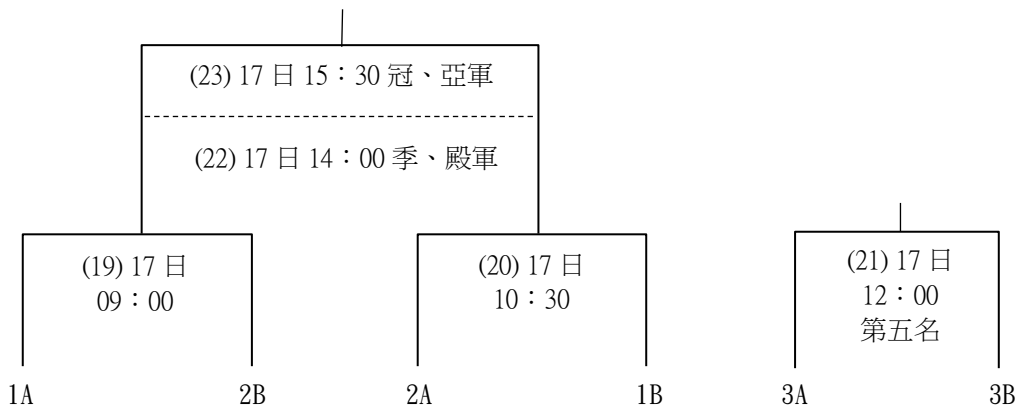 (23) 17 日 15：30 冠、亞軍
(22) 17 日 14：00 季、殿軍
(19) 17 日
09：00
(20) 17 日
10：30
(21) 17 日
12：00
第五名
1A 2B 2A 1B 3A 3B